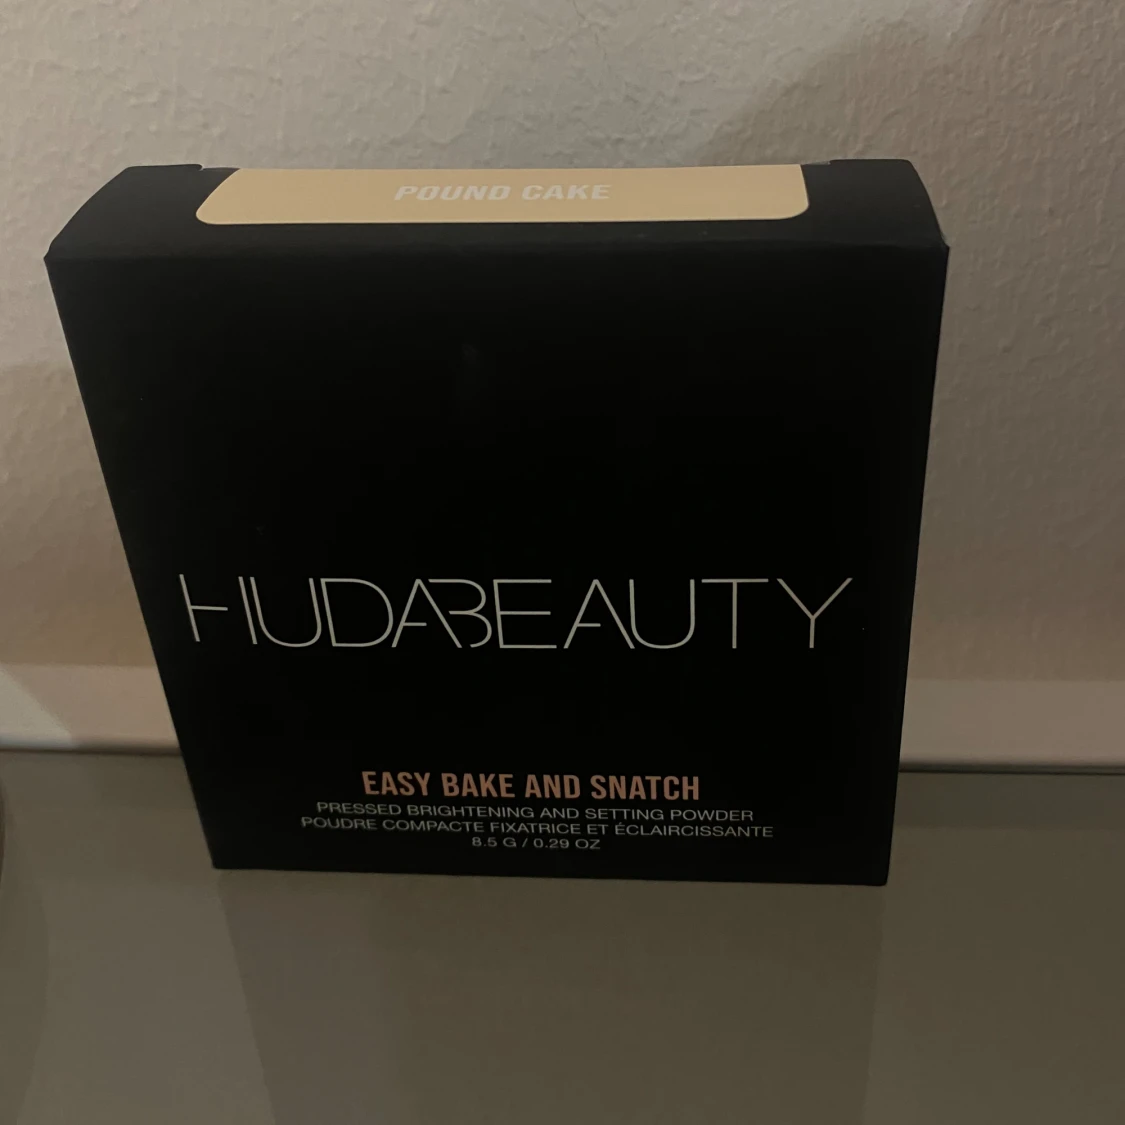 POUND CAKE
HUDABEAUTY
EASY BAKE AND SNATCH
PRESSED BRIGHTENING AND SETTING POWDER
POUDRE COMPACTE FIXATRICE ET ÉCLAIRCISSANTE
8.5 G / 0.29 OZ